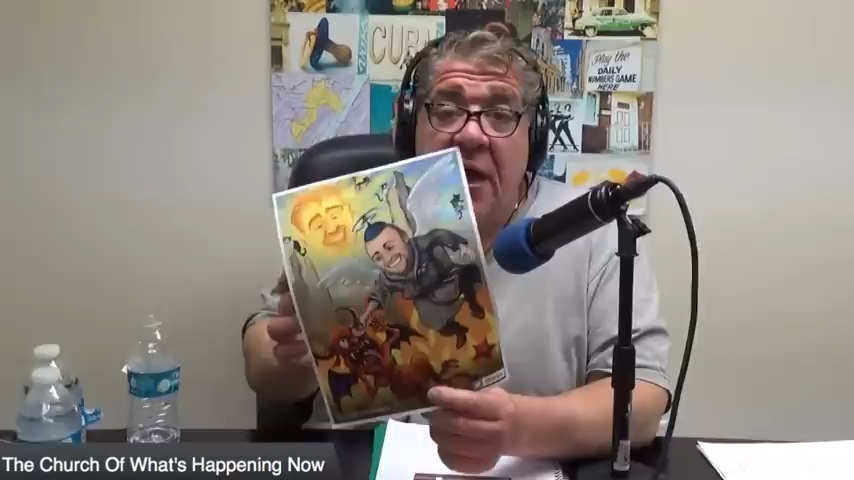 CUBA
Play the
DAILY
NUMBERS GAME
HERE
The Church Of What's Happening Now